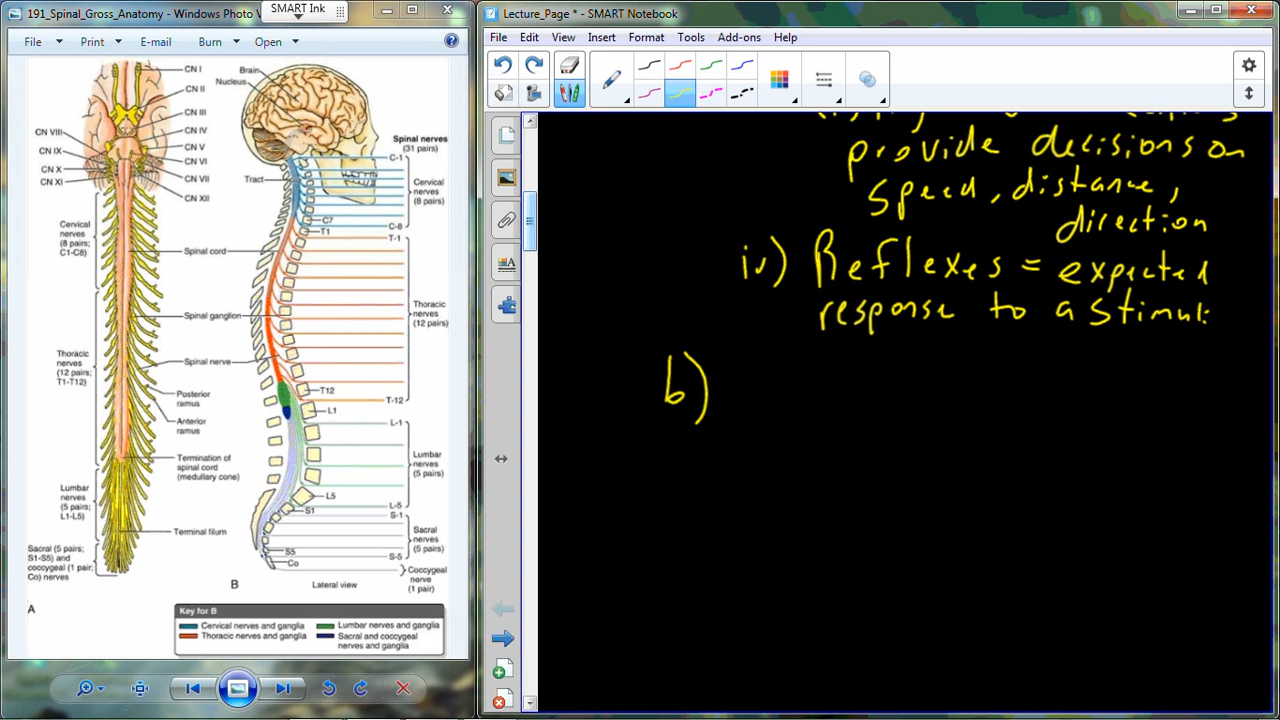 191_Spinal_Gross_Anatomy - Windows Photo V
SMART Ink
File Print E-mail Burn Open
CN I
CN II
CN III
CN IV
CN V
CN VI
CN VII
CN XII
CN VIII
CN IX
CN X
CN XI
Cervical
nerves
(8 pairs;
C1-C8)
Thoracic
nerves
(12 pairs;
T1-T12)
Lumbar
nerves
(5 pairs;
L1-L5)
Sacral (5 pairs;
S1-S5) and
coccygeal (1 pair;
Co) nerves
A
Spinal cord
Spinal ganglion
Spinal nerve
Posterior
ramus
Anterior
ramus
Termination of
spinal cord
(medullary cone)
Terminal filum
Brain
Nucleus
Tract
C7
T1
T12
L1
L5
S1
S5
Co
B
Lateral view
Spinal nerves
(31 pairs)
C-1
Cervical
nerves
(8 pairs)
C-8
T-1
Thoracic
nerves
(12 pairs)
T-12
L-1
Lumbar
nerves
(5 pairs)
L-5
S-1
Sacral
nerves
(5 pairs)
S-5
Coccygeal
nerve
(1 pair)
Key for B
Cervical nerves and ganglia
Thoracic nerves and ganglia
Lumbar nerves and ganglia
Sacral and coccygeal
nerves and ganglia
Lecture_Page * - SMART Notebook
File Edit View Insert Format Tools Add-ons Help
provide decisions on
speed, distance,
direction
iv) Reflexes = expected
response to a stimuli
b)